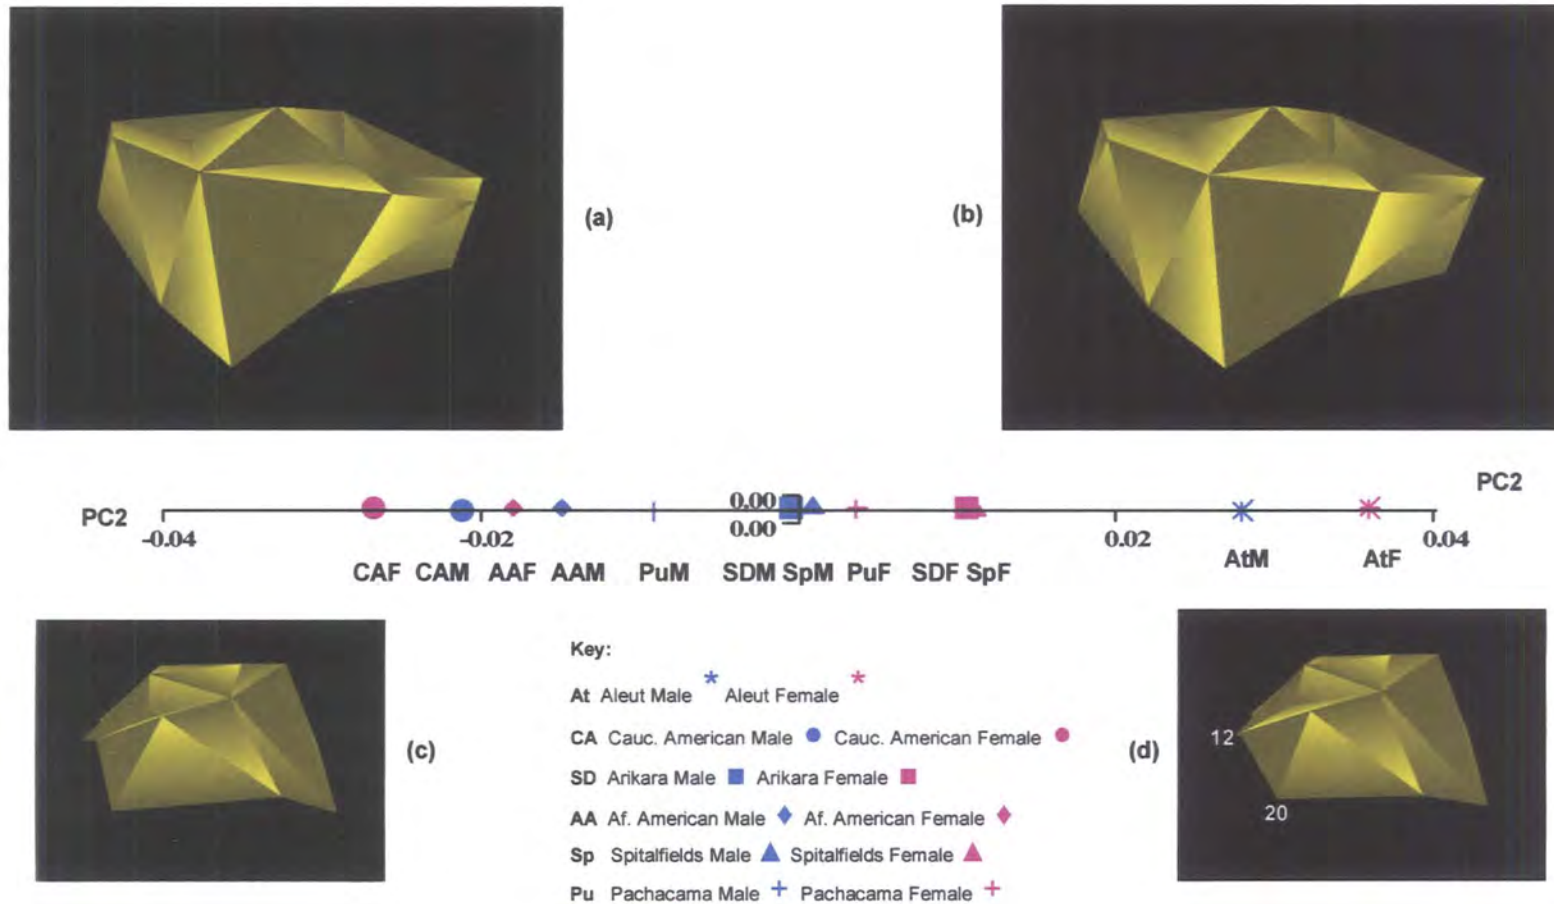 (a)
(b)
PC2
PC2
0.00
0.00
-0.04
-0.02
0.02
0.04
CAF CAM AAF AAM PuM SDM SpM PuF SDF SpF AtM AtF
Key:
At Aleut Male * Aleut Female *
(c)
CA Cauc. American Male Cauc. American Female
(d)
12
SD Arikara Male Arikara Female
20
AA Af. American Male Af. American Female
Sp Spitalfields Male Spitalfields Female
Pu Pachacama Male + Pachacama Female +